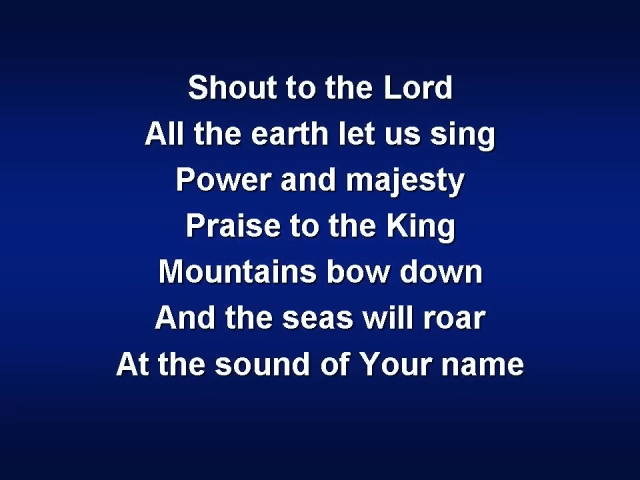 Shout to the Lord
All the earth let us sing
Power and majesty
Praise to the King
Mountains bow down
And the seas will roar
At the sound of Your name